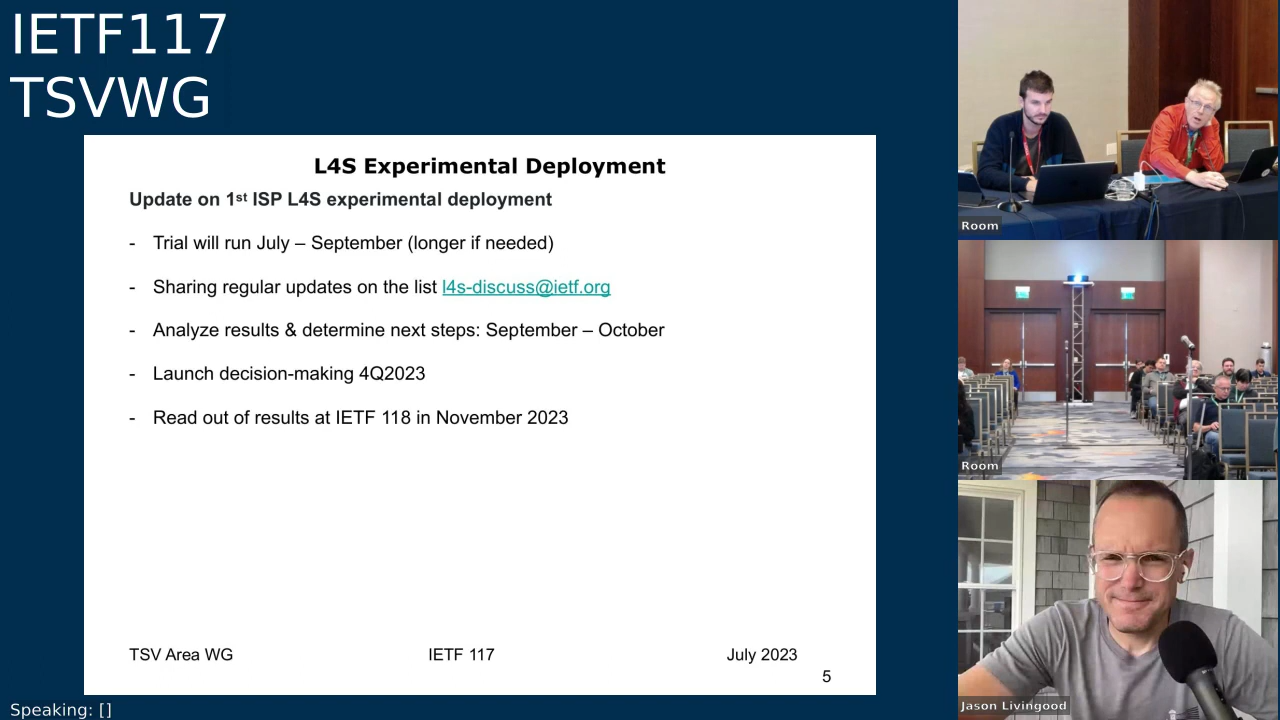 IETF117
TSVWG
L4S Experimental Deployment
Update on 1st ISP L4S experimental deployment
- Trial will run July – September (longer if needed)
- Sharing regular updates on the list l4s-discuss@ietf.org
- Analyze results & determine next steps: September – October
- Launch decision-making 4Q2023
- Read out of results at IETF 118 in November 2023
TSV Area WG IETF 117 July 2023
5
Speaking: []
Room
Room
Jason Livingood